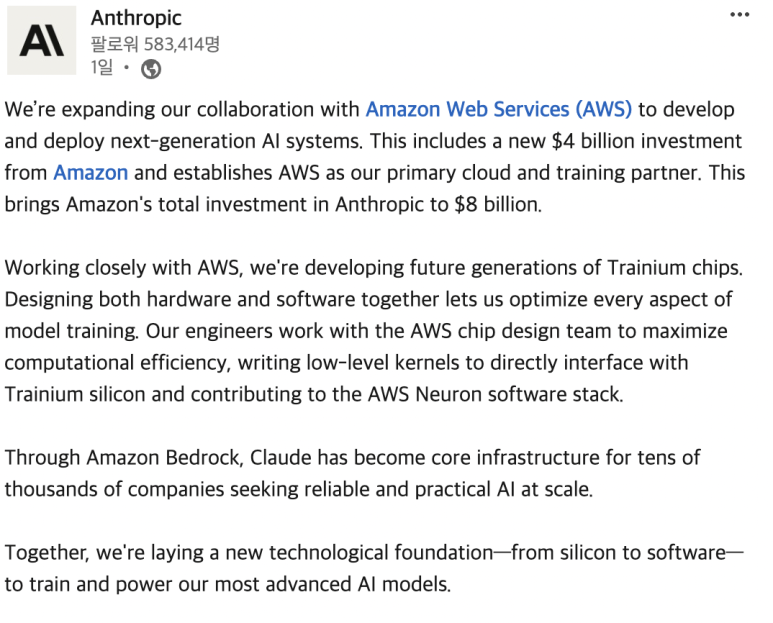 Anthropic
팔로워 583,414명
1일 •
We're expanding our collaboration with Amazon Web Services (AWS) to develop
and deploy next-generation AI systems. This includes a new $4 billion investment
from Amazon and establishes AWS as our primary cloud and training partner. This
brings Amazon's total investment in Anthropic to $8 billion.
Working closely with AWS, we're developing future generations of Trainium chips.
Designing both hardware and software together lets us optimize every aspect of
model training. Our engineers work with the AWS chip design team to maximize
computational efficiency, writing low-level kernels to directly interface with
Trainium silicon and contributing to the AWS Neuron software stack.
Through Amazon Bedrock, Claude has become core infrastructure for tens of
thousands of companies seeking reliable and practical AI at scale.
Together, we're laying a new technological foundation—from silicon to software—
to train and power our most advanced AI models.